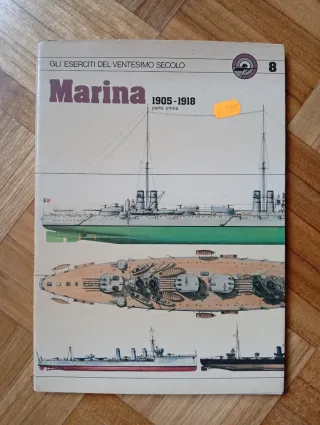 GLI ESERCITI DEL VENTESIMO SECOLO
8
Marina
1905-1918
parte prima